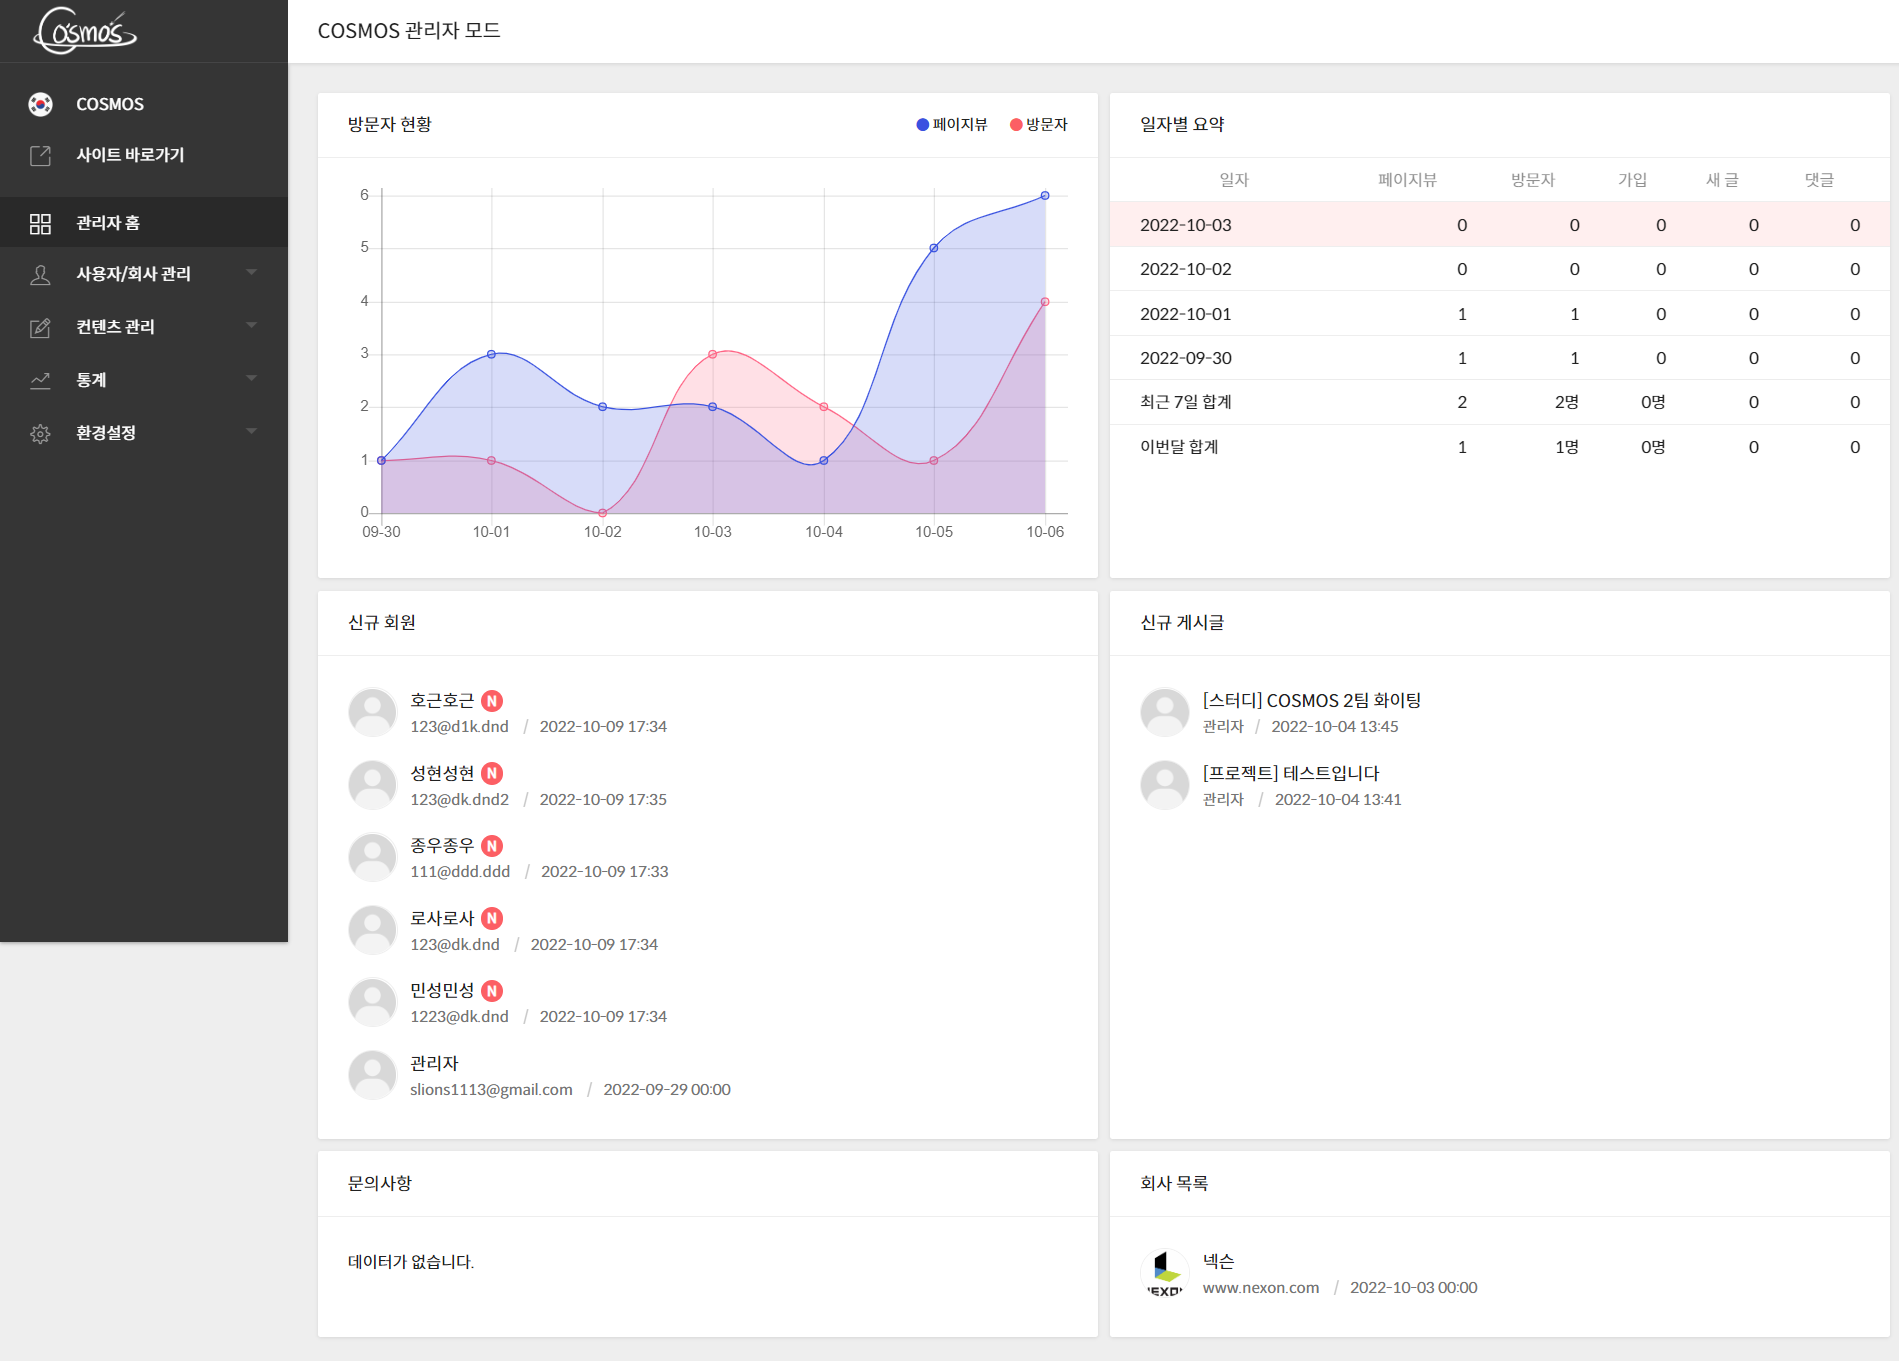 Cosmos
COSMOS 관리자 모드
COSMOS
사이트 바로가기
관리자 홈
사용자/회사 관리
컨텐츠 관리
통계
환경설정
방문자 현황
페이지뷰 방문자
6
5
4
3
2
1
0
09-30 10-01 10-02 10-03 10-04 10-05 10-06
일자별 요약
일자 페이지뷰 방문자 가입 새 글 댓글
2022-10-03 0 0 0 0 0
2022-10-02 0 0 0 0 0
2022-10-01 1 1 0 0 0
2022-09-30 1 1 0 0 0
최근 7일 합계 2 2명 0명 0 0
이번달 합계 1 1명 0명 0 0
신규 회원
호근호근 N
123@d1k.dnd / 2022-10-09 17:34
성현성현 N
123@dk.dnd2 / 2022-10-09 17:35
종우종우 N
111@ddd.ddd / 2022-10-09 17:33
로사로사 N
123@dk.dnd / 2022-10-09 17:34
민성민성 N
1223@dk.dnd / 2022-10-09 17:34
관리자
slions1113@gmail.com / 2022-09-29 00:00
신규 게시글
[스터디] COSMOS 2팀 화이팅
관리자 / 2022-10-04 13:45
[프로젝트] 테스트입니다
관리자 / 2022-10-04 13:41
문의사항
데이터가 없습니다.
회사 목록
넥슨
www.nexon.com / 2022-10-03 00:00